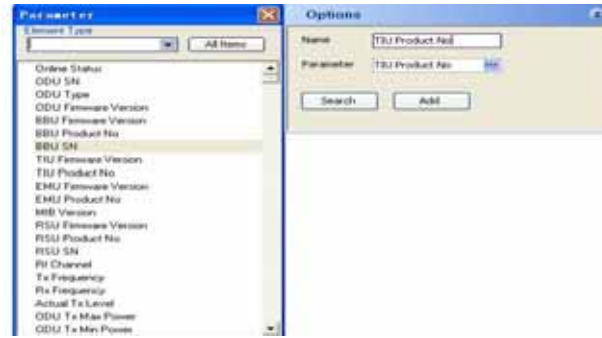 Parameter
Element Type
All Items
Online Status
ODU SN
ODU Type
ODU Firmware Version
BBU Firmware Version
BBU Product No
BBU SN
TIU Firmware Version
TIU Product No
EMU Firmware Version
EMU Product No
MIB Version
RSU Firmware Version
RSU Product No
RSU SN
Rf Channel
Tx Frequency
Rx Frequency
Actual Tx Level
ODU Tx Max Power
ODU Tx Min Power
Options
Name TIU Product No
Parameter TIU Product No ...
Search Add